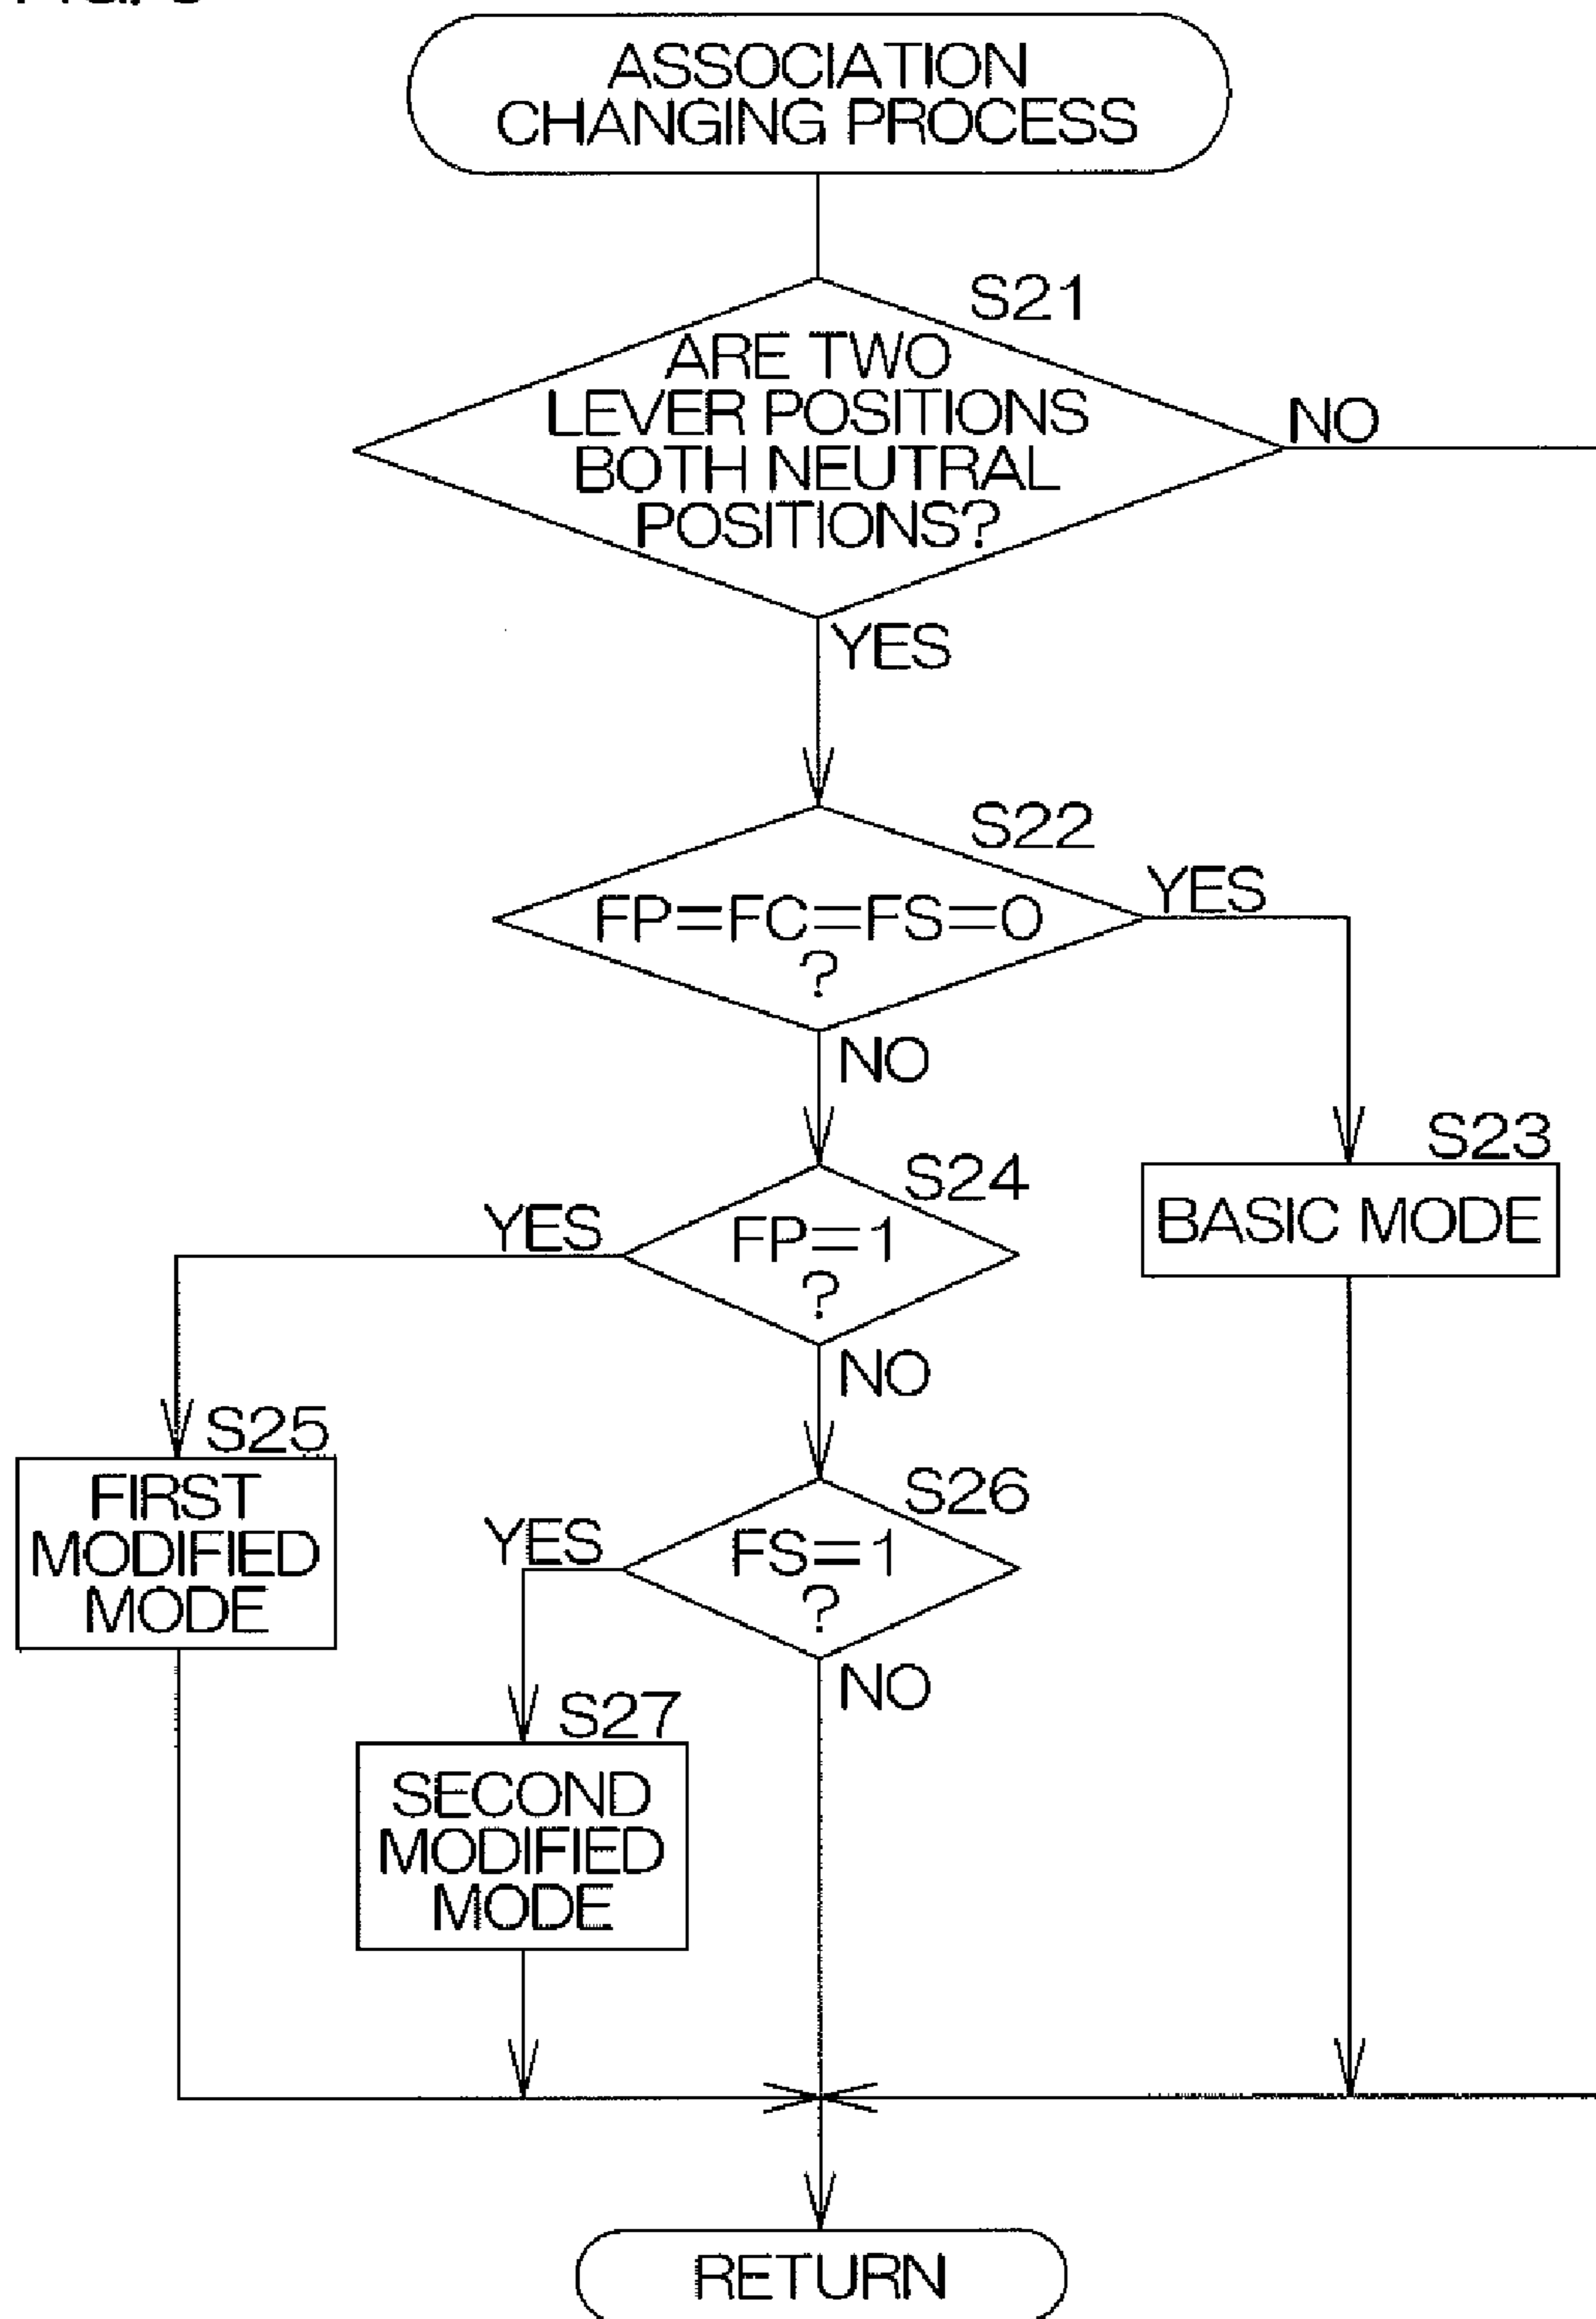 ASSOCIATION
CHANGING PROCESS
S21
ARE TWO
LEVER POSITIONS
BOTH NEUTRAL
POSITIONS?
NO
YES
S22
FP=FC=FS=0
?
YES
NO
S23
BASIC MODE
S24
FP=1
?
YES
NO
S25
FIRST
MODIFIED
MODE
S26
FS=1
?
YES
NO
S27
SECOND
MODIFIED
MODE
RETURN